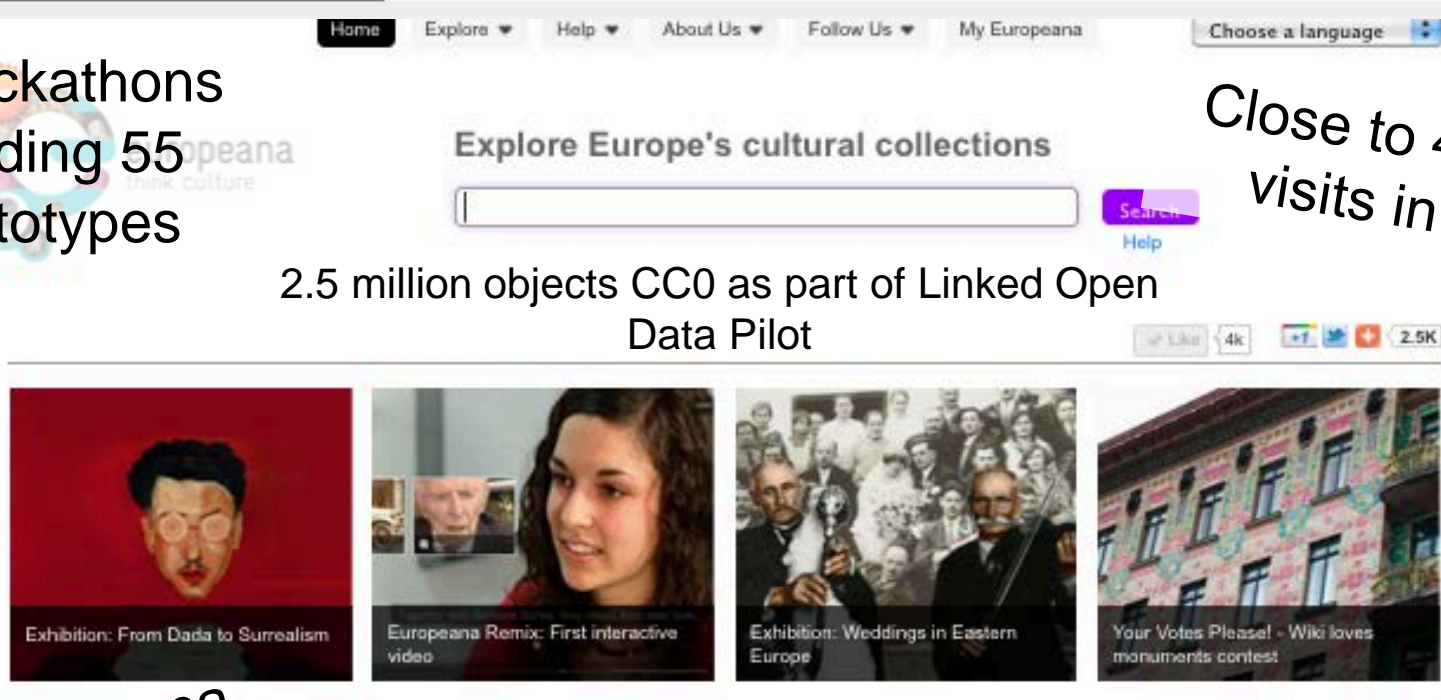 Home Explore Help About Us Follow Us My Europeana Choose a language
ckathons
ding 55
totypes
europeana
think culture
Explore Europe's cultural collections
Search
Help
Close to
visits in
2.5 million objects CC0 as part of Linked Open
Data Pilot
Like 4k +1 2.5K
Exhibition: From Dada to Surrealism
Europeana Remix: First interactive
video
Exhibition: Weddings in Eastern
Europe
Your Votes Please! - Wiki loves
monuments contest